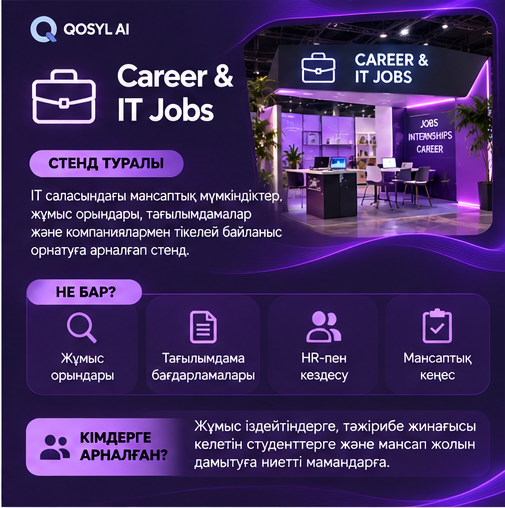 QOSYL AI
Career &
IT Jobs
CAREER &
IT JOBS
JOBS
INTERNSHIPS
CAREER
СТЕНД ТУРАЛЫ
IT саласындағы мансаптық мүмкіндіктер,
жұмыс орындары, тағылымдамалар
және компаниялармен тікелей байланыс
орнатуға арналған стенд.
НЕ БАР?
Жұмыс
орындары
Тағылымдама
бағдарламалары
HR-пен
кездесу
Мансаптық
кеңес
КІМДЕРГЕ
АРНАЛҒАН?
Жұмыс іздейтіндерге, тәжірибе жинағысы
келетін студенттерге және мансап жолын
дамытуға ниетті мамандарға.